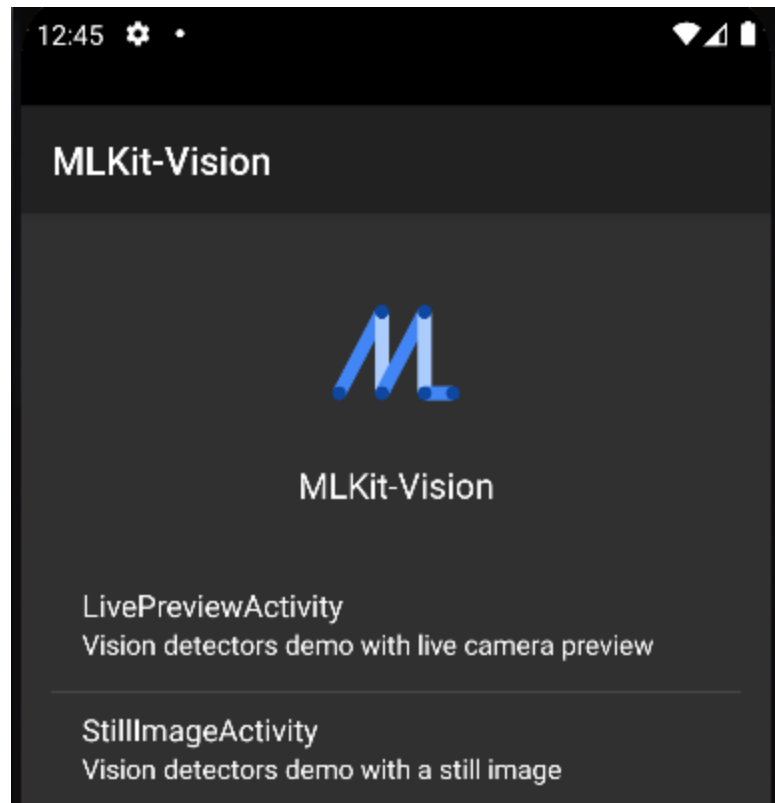 12:45
MLKit-Vision
MLKit-Vision
LivePreviewActivity
Vision detectors demo with live camera preview
StillImageActivity
Vision detectors demo with a still image